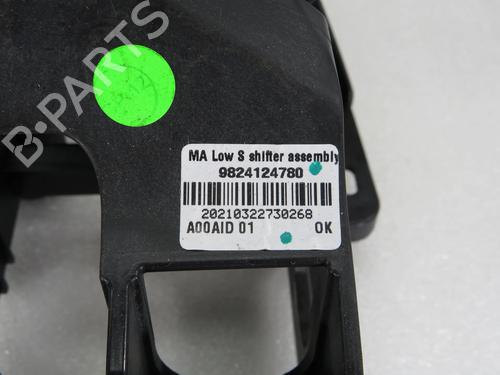 MA Low S shifter assembly
9824124780
20210322730268
A00AID 01 OK
B-PARTS